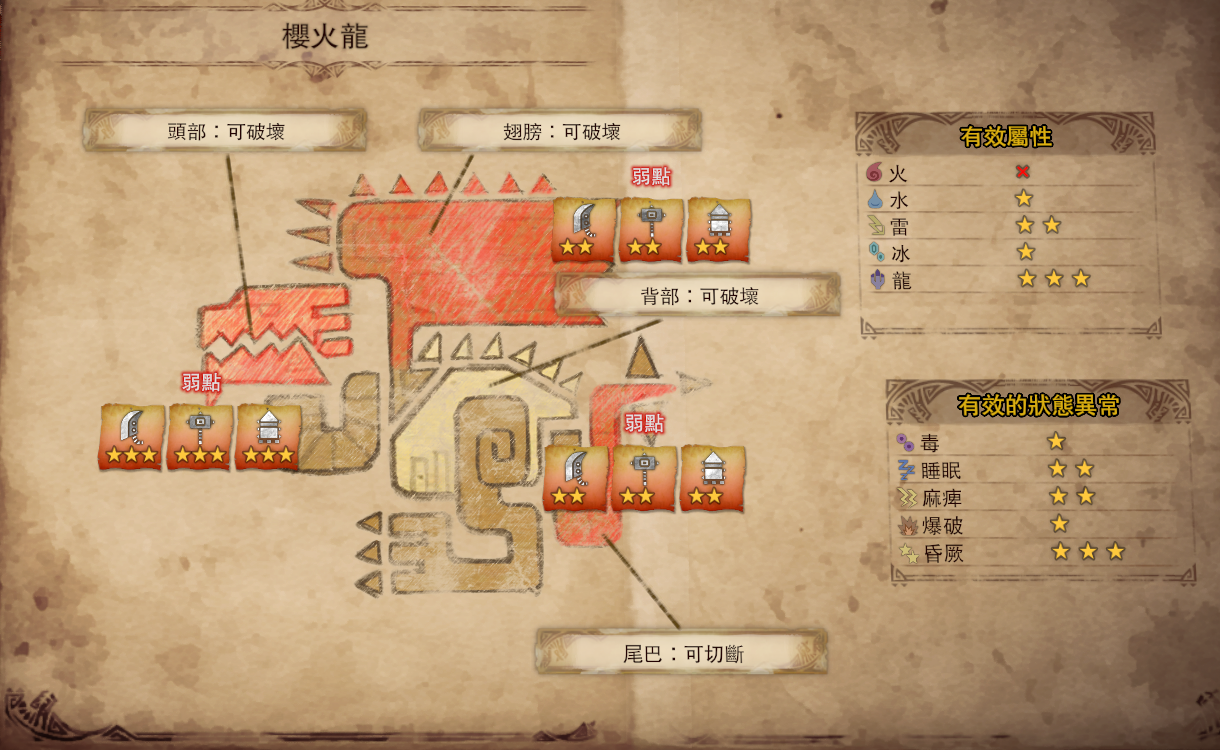 櫻火龍
頭部：可破壞
翅膀：可破壞
弱點
背部：可破壞
弱點
弱點
尾巴：可切斷
有效屬性
火
水
雷
冰
龍
有效的狀態異常
毒
睡眠
麻痺
爆破
昏厥